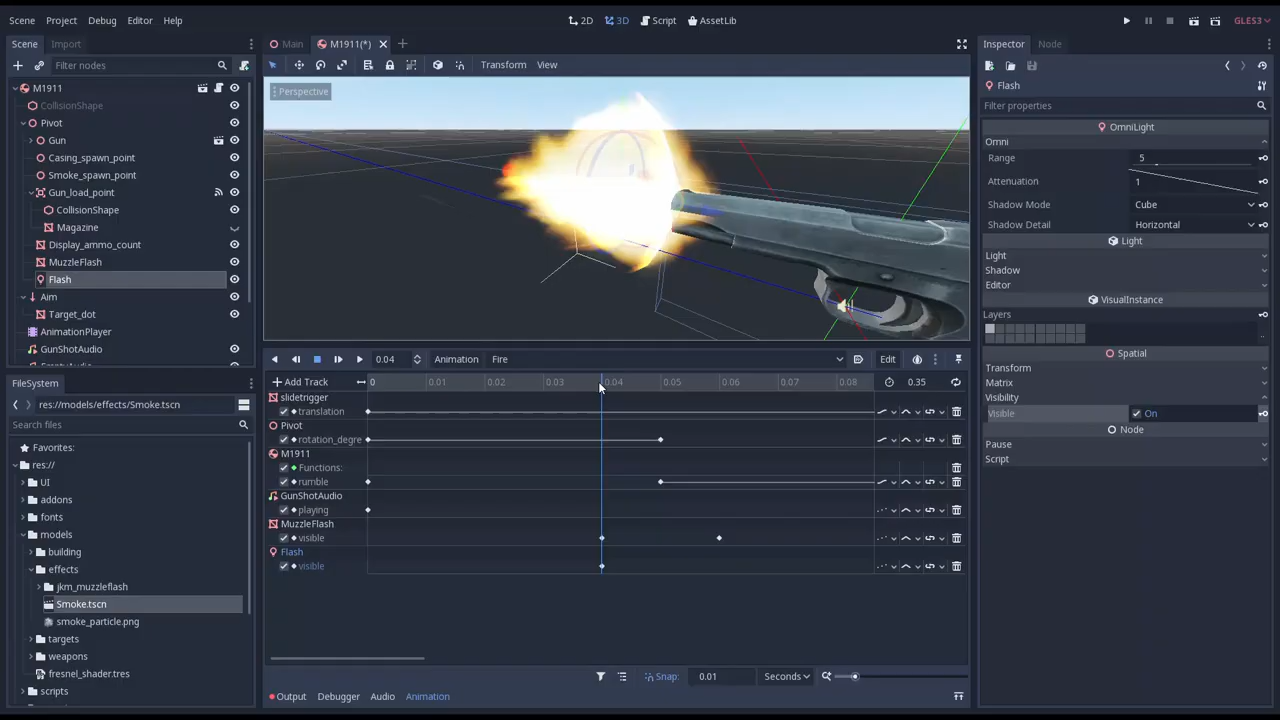 Scene Project Debug Editor Help
2D 3D Script AssetLib
GLES3
Scene Import
Filter nodes
M1911
CollisionShape
Pivot
Gun
Casing_spawn_point
Smoke_spawn_point
Gun_load_point
CollisionShape
Magazine
Display_ammo_count
MuzzleFlash
Flash
Aim
Target_dot
AnimationPlayer
GunShotAudio
FileSystem
res://models/effects/Smoke.tscn
Search files
Favorites:
res://
UI
addons
fonts
models
building
effects
jkm_muzzleflash
Smoke.tscn
smoke_particle.png
targets
weapons
fresnel_shader.tres
scripts
Main M1911(*)
Transform View
Perspective
0.04 Animation Fire Edit
Add Track 0 0.01 0.02 0.03 0.04 0.05 0.06 0.07 0.08 0.35
slidetrigger
translation
Pivot
rotation_degre
M1911
Functions:
rumble
GunShotAudio
playing
MuzzleFlash
visible
Flash
visible
Snap: 0.01 Seconds
Output Debugger Audio Animation
Inspector Node
Flash
Filter properties
OmniLight
Omni
Range 5
Attenuation 1
Shadow Mode Cube
Shadow Detail Horizontal
Light
Light
Shadow
Editor
VisualInstance
Layers
Spatial
Transform
Matrix
Visibility
Visible On
Node
Pause
Script